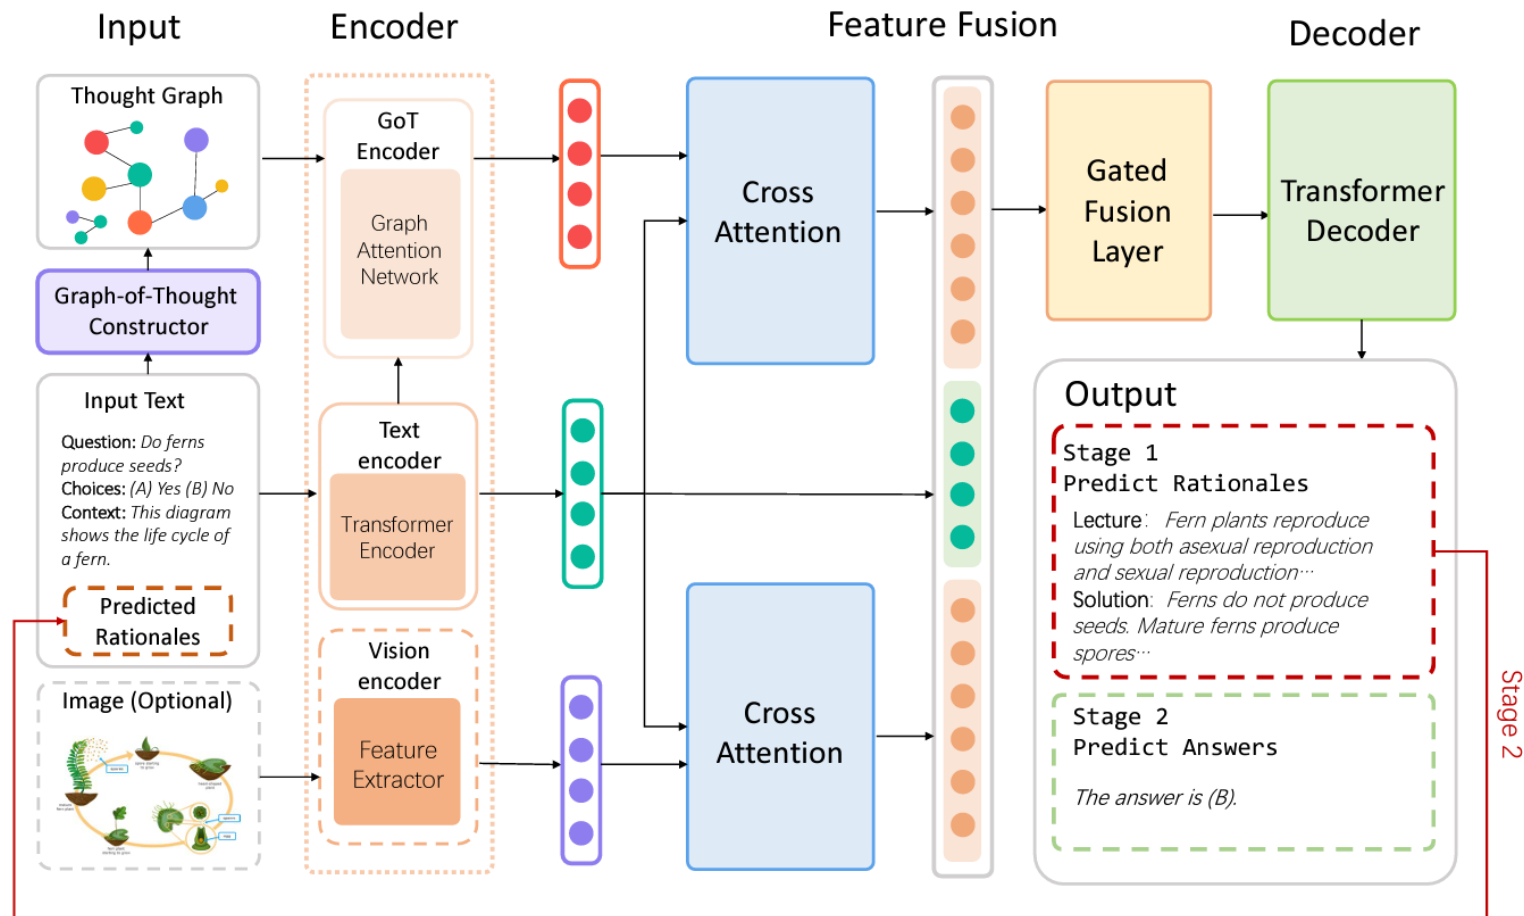 Input
Encoder
Feature Fusion
Decoder
Thought Graph
Graph-of-Thought
Constructor
Input Text
Question: Do ferns
produce seeds?
Choices: (A) Yes (B) No
Context: This diagram
shows the life cycle of
a fern.
Predicted
Rationales
Image (Optional)
GoT
Encoder
Graph
Attention
Network
Text
encoder
Transformer
Encoder
Vision
encoder
Feature
Extractor
Cross
Attention
Cross
Attention
Gated
Fusion
Layer
Transformer
Decoder
Output
Stage 1
Predict Rationales
Lecture: Fern plants reproduce
using both asexual reproduction
and sexual reproduction…
Solution: Ferns do not produce
seeds. Mature ferns produce
spores…
Stage 2
Predict Answers
The answer is (B).
Stage 2